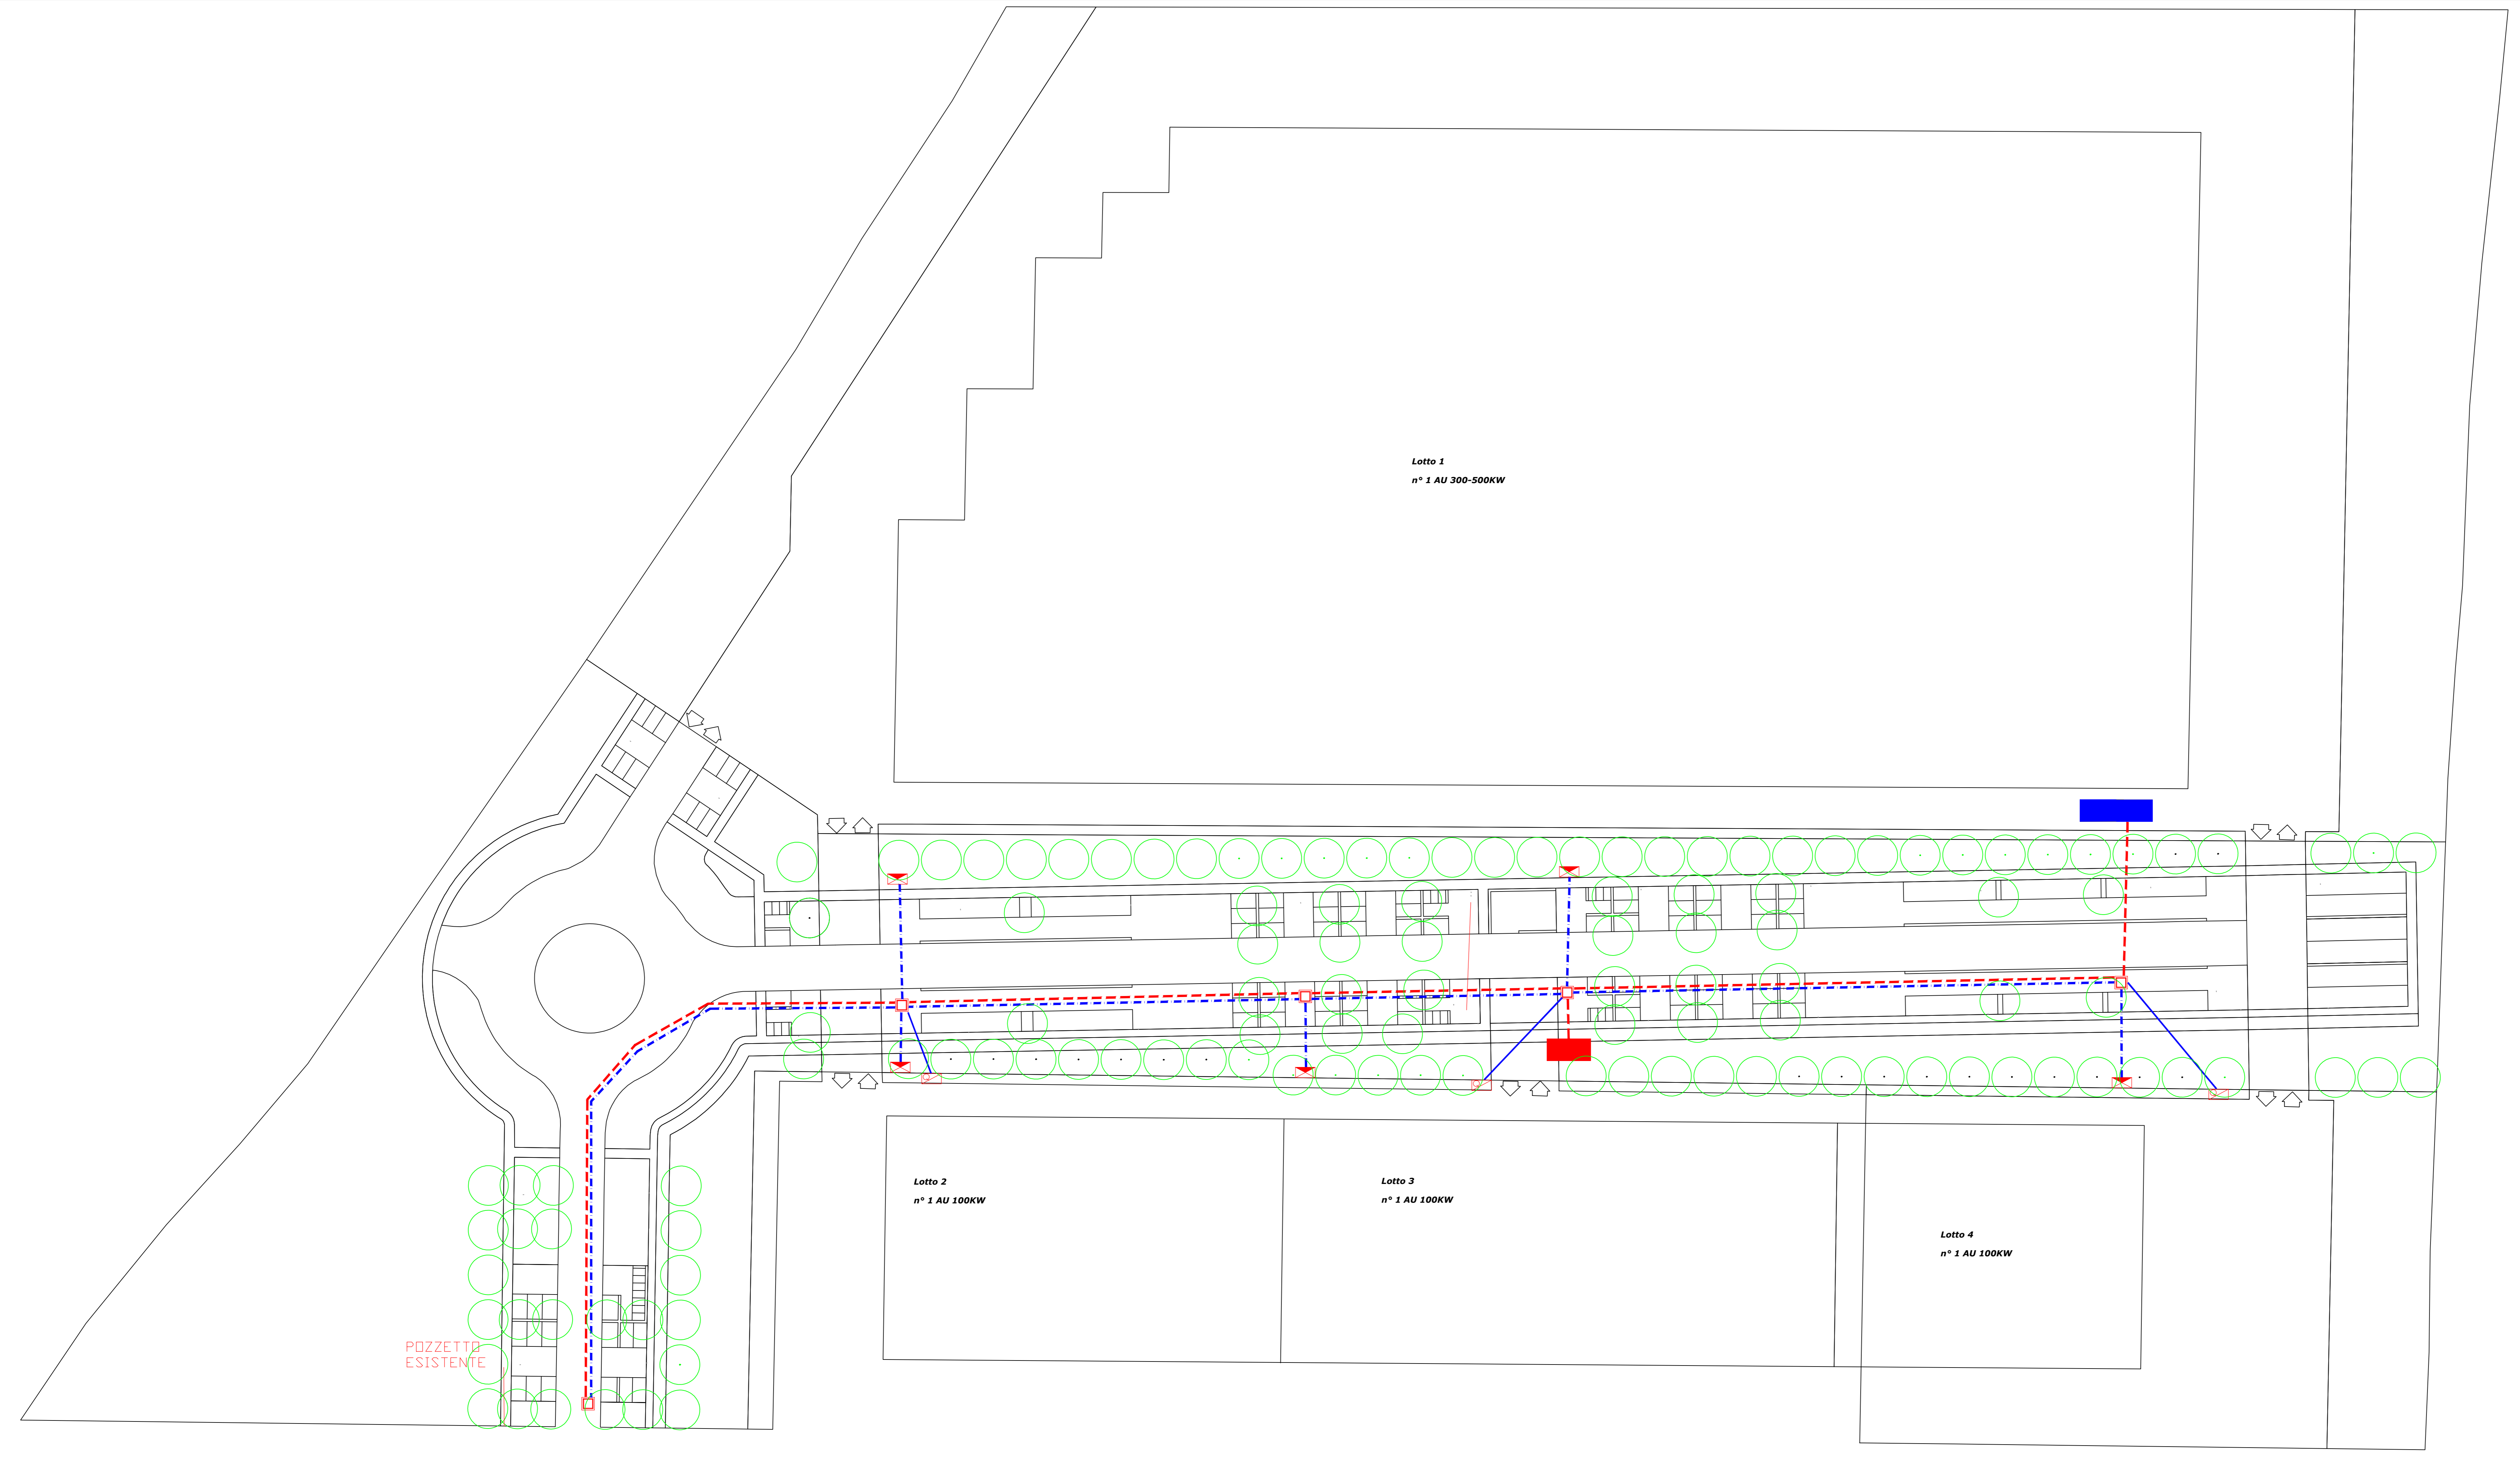 Lotto 1
n° 1 AU 300-500KW
Lotto 2
n° 1 AU 100KW
Lotto 3
n° 1 AU 100KW
Lotto 4
n° 1 AU 100KW
POZZETTO
ESISTENTE